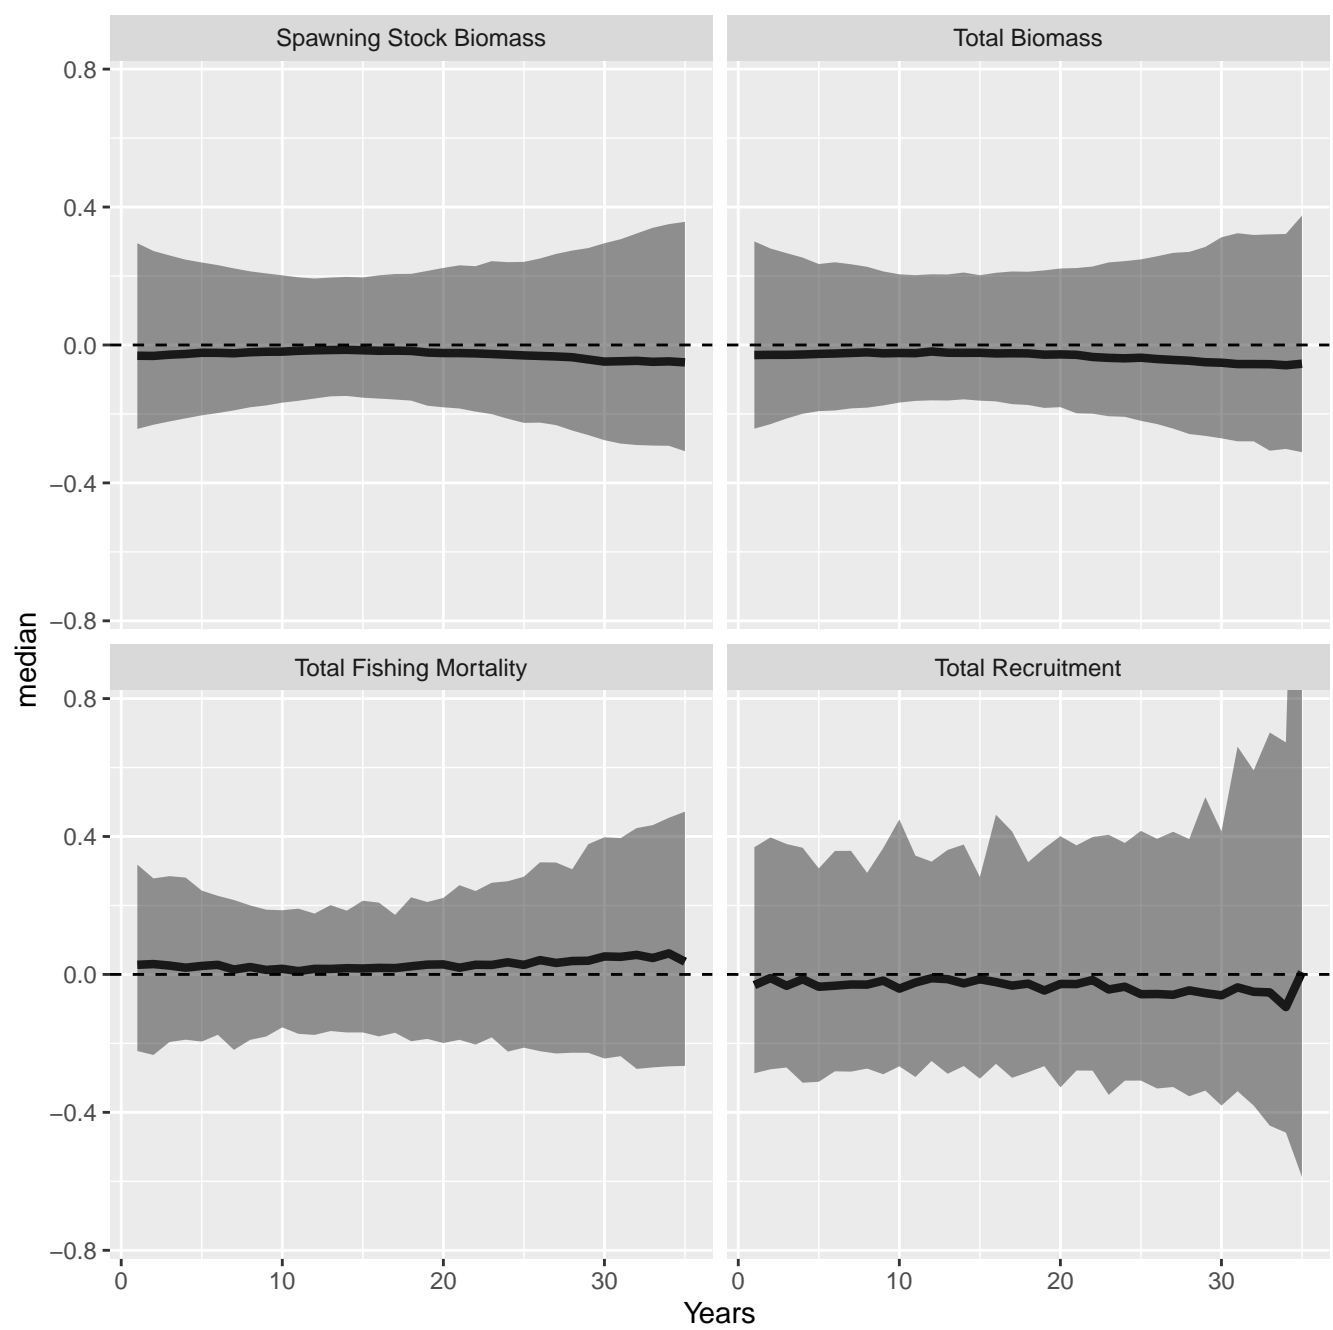 Spawning Stock Biomass
Total Biomass
0.8
0.4
0.0
−0.4
−0.8
median
Total Fishing Mortality
Total Recruitment
0.8
0.4
0.0
−0.4
−0.8
0 10 20 30
0 10 20 30
Years